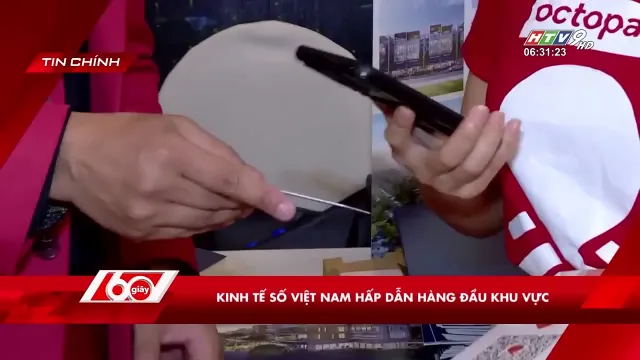 octopa
HTV9 HD
06:31:23
TIN CHÍNH
60 giây
KINH TẾ SỐ VIỆT NAM HẤP DẪN HÀNG ĐẦU KHU VỰC